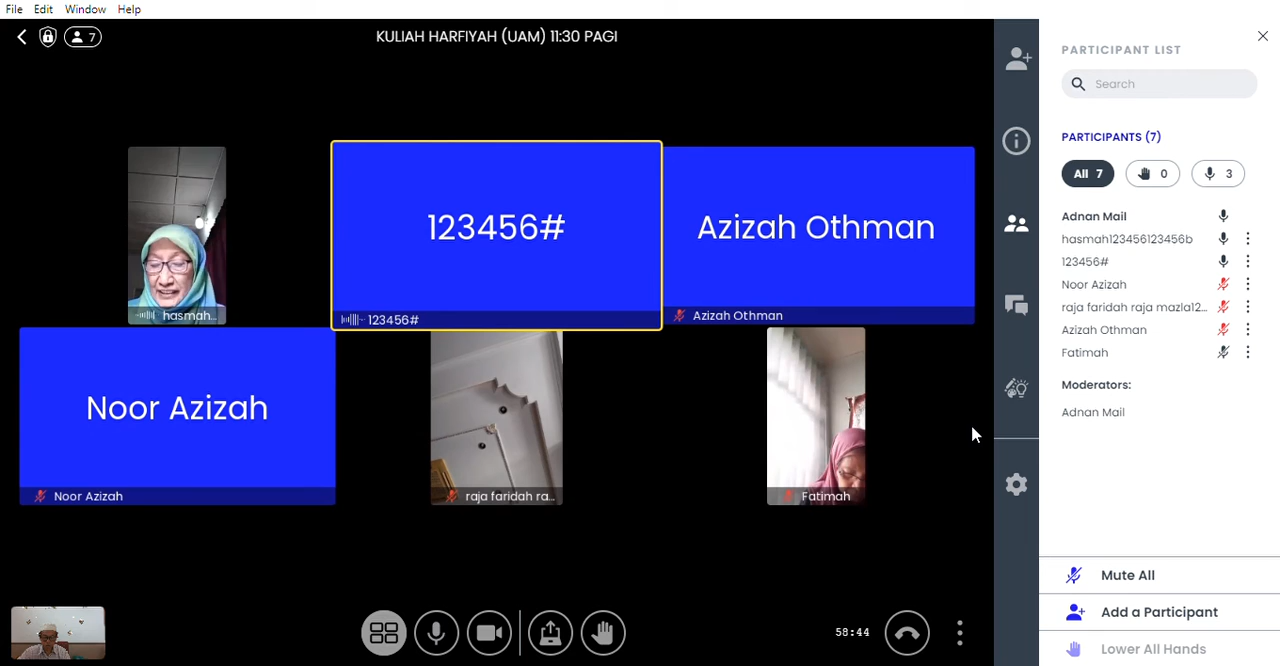 File Edit Window Help
7
KULIAH HARFIYAH (UAM) 11:30 PAGI
hasmah...
123456#
123456#
Azizah Othman
Azizah Othman
Noor Azizah
Noor Azizah
raja faridah ra...
Fatimah
58:44
PARTICIPANT LIST
Search
PARTICIPANTS (7)
All 7
0
3
Adnan Mail
hasmah123456123456b
123456#
Noor Azizah
raja faridah raja mazla12...
Azizah Othman
Fatimah
Moderators:
Adnan Mail
Mute All
Add a Participant
Lower All Hands